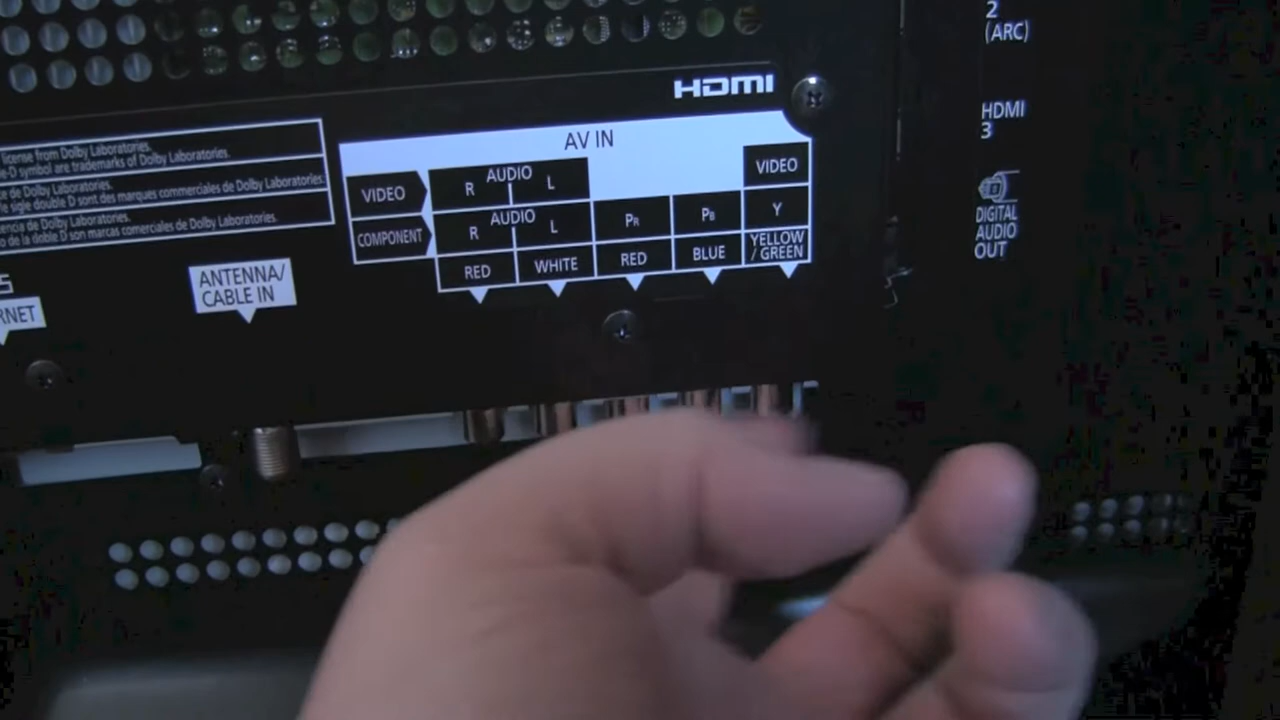 2
(ARC)
HDMI
HDMI
3
license from Dolby Laboratories.
e-D symbol are trademarks of Dolby Laboratories.
de Dolby Laboratories.
le sigle double D sont des marques commerciales de Dolby Laboratories.
de Dolby Laboratories.
de la doble D son marcas comerciales de Dolby Laboratories.
AV IN
VIDEO
AUDIO
R L
VIDEO
COMPONENT
AUDIO
R L
PR
PB
Y
RED
WHITE
RED
BLUE
YELLOW
/ GREEN
ANTENNA/
CABLE IN
RNET
DIGITAL
AUDIO
OUT